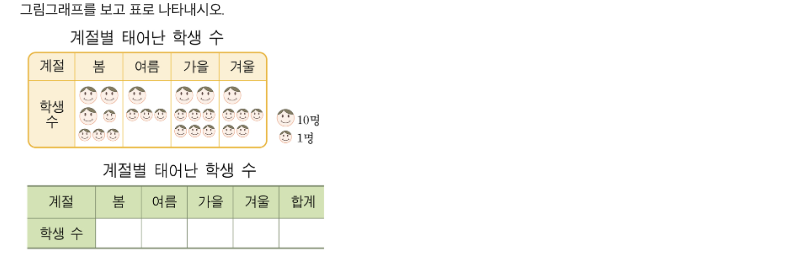 그림그래프를 보고 표로 나타내시오.
계절별 태어난 학생 수
계절 봄 여름 가을 겨울
학생
수
10명
1명
계절별 태어난 학생 수
계절 봄 여름 가을 겨울 합계
학생 수